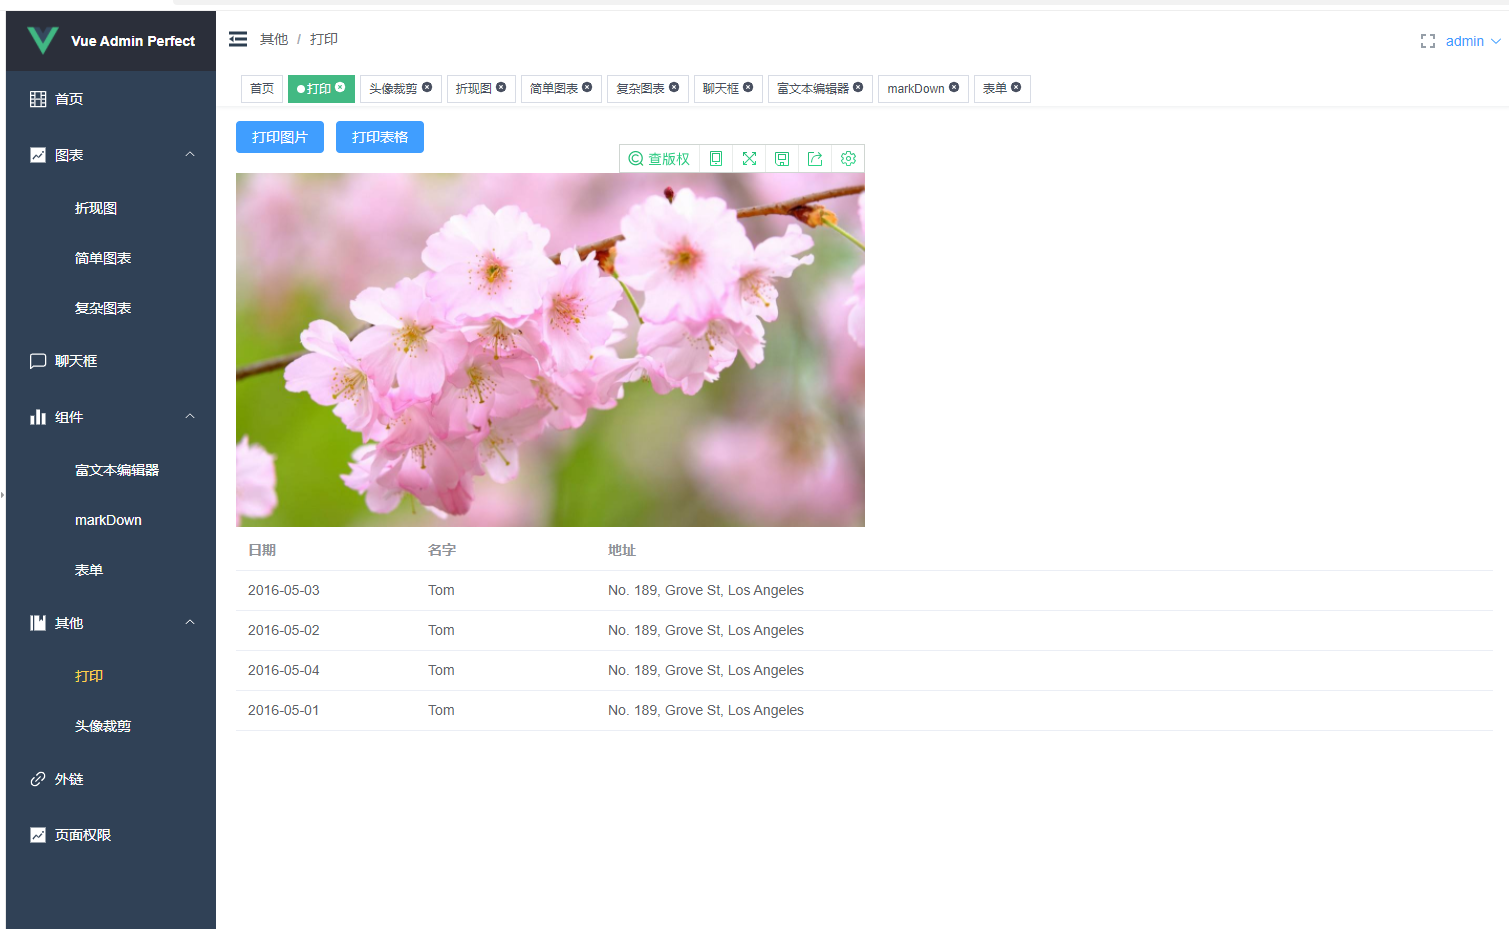 Vue Admin Perfect
首页
图表
折现图
简单图表
复杂图表
聊天框
组件
富文本编辑器
markDown
表单
其他
打印
头像裁剪
外链
页面权限
其他 / 打印
admin
首页 打印 头像裁剪 折现图 简单图表 复杂图表 聊天框 富文本编辑器 markDown 表单
打印图片 打印表格
查版权
日期 名字 地址
2016-05-03 Tom No. 189, Grove St, Los Angeles
2016-05-02 Tom No. 189, Grove St, Los Angeles
2016-05-04 Tom No. 189, Grove St, Los Angeles
2016-05-01 Tom No. 189, Grove St, Los Angeles